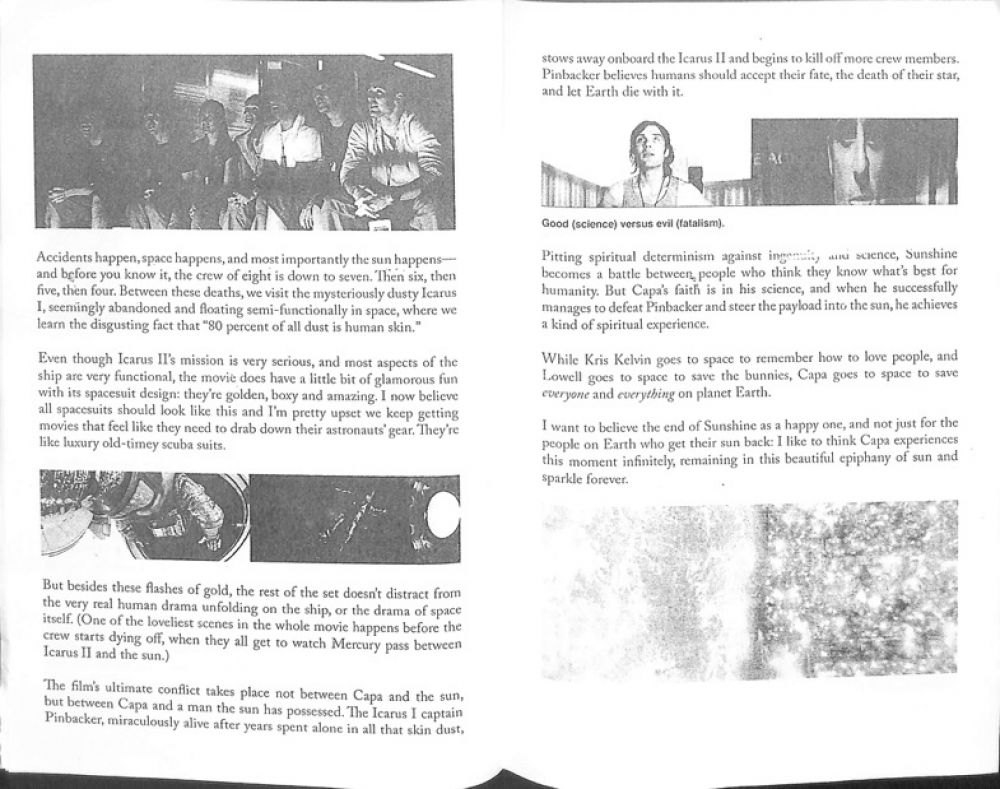 Accidents happen, space happens, and most importantly the sun happens—
and before you know it, the crew of eight is down to seven. Then six, then
five, then four. Between these deaths, we visit the mysteriously dusty Icarus
I, seemingly abandoned and floating semi-functionally in space, where we
learn the disgusting fact that "80 percent of all dust is human skin."
Even though Icarus II's mission is very serious, and most aspects of the
ship are very functional, the movie does have a little bit of glamorous fun
with its spacesuit design: they're golden, boxy and amazing. I now believe
all spacesuits should look like this and I'm pretty upset we keep getting
movies that feel like they need to drab down their astronauts' gear. They're
like luxury old-timey scuba suits.
But besides these flashes of gold, the rest of the set doesn't distract from
the very real human drama unfolding on the ship, or the drama of space
itself. (One of the loveliest scenes in the whole movie happens before the
crew starts dying off, when they all get to watch Mercury pass between
Icarus II and the sun.)
The film's ultimate conflict takes place not between Capa and the sun,
but between Capa and a man the sun has possessed. The Icarus I captain
Pinbacker, miraculously alive after years spent alone in all that skin dust,
stows away onboard the Icarus II and begins to kill off more crew members.
Pinbacker believes humans should accept their fate, the death of their star,
and let Earth die with it.
Good (science) versus evil (fatalism).
Pitting spiritual determinism against ingenuity and science, Sunshine
becomes a battle between people who think they know what's best for
humanity. But Capa's faith is in his science, and when he successfully
manages to defeat Pinbacker and steer the payload into the sun, he achieves
a kind of spiritual experience.
While Kris Kelvin goes to space to remember how to love people, and
Lowell goes to space to save the bunnies, Capa goes to space to save
everyone and everything on planet Earth.
I want to believe the end of Sunshine as a happy one, and not just for the
people on Earth who get their sun back: I like to think Capa experiences
this moment infinitely, remaining in this beautiful epiphany of sun and
sparkle forever.